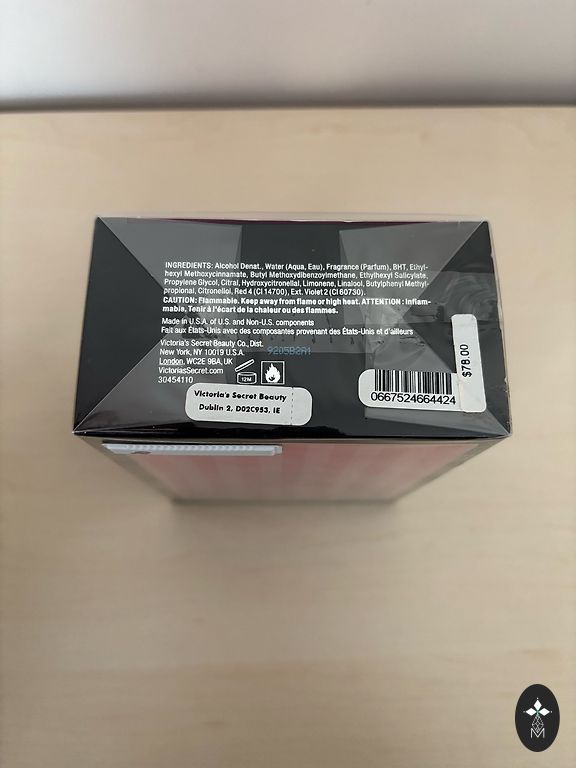 INGREDIENTS: Alcohol Denat., Water (Aqua, Eau), Fragrance (Parfum), BHT, Ethyl-
hexyl Methoxycinnamate, Butyl Methoxydibenzoylmethane, Ethylhexyl Salicylate,
Propylene Glycol, Citral, Hydroxycitronellal, Limonene, Linalool, Butylphenyl Methyl-
propional, Citronellol, Red 4 (CI 14700), Ext. Violet 2 (CI 60730).
CAUTION: Flammable. Keep away from flame or high heat. ATTENTION : Inflam-
mable. Tenir à l'écart de la chaleur ou des flammes.
Made in U.S.A. of U.S. and Non-U.S. components
Fait aux États-Unis avec des composantes provenant des États-Unis et d'ailleurs
Victoria's Secret Beauty Co., Dist.
New York, NY 10019 U.S.A.
9205B2A1
London, WC2E 9BA, UK
VictoriasSecret.com
30454110
12M
Victoria's Secret Beauty
Dublin 2, D02C953, IE
0667524664424
$78.00
M